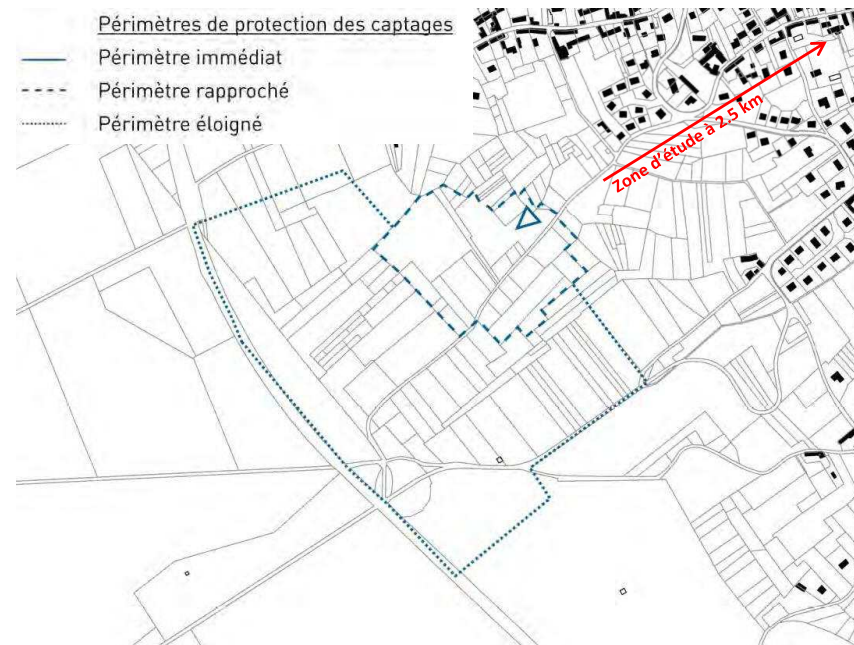 Périmètres de protection des captages
Périmètre immédiat
Périmètre rapproché
Périmètre éloigné
Zone d'étude à 2.5 km